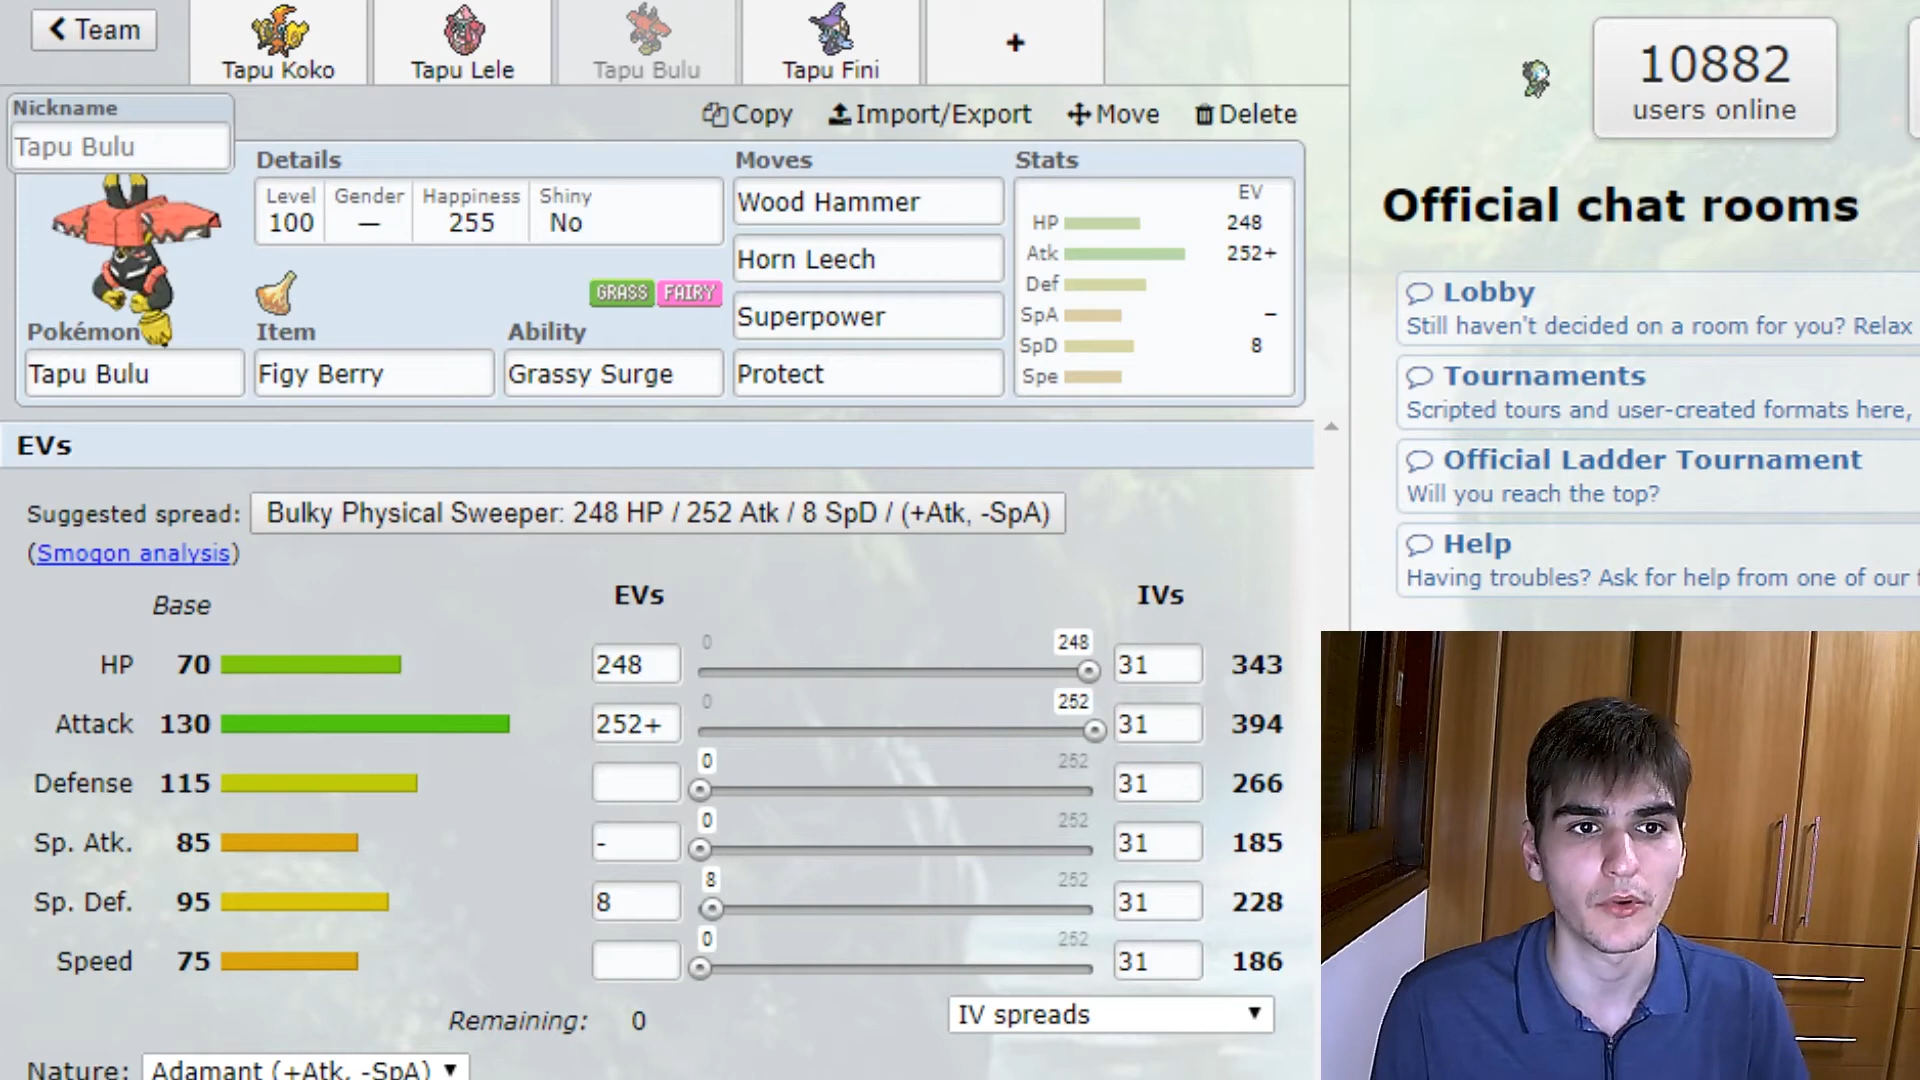 Team
Tapu Koko
Tapu Lele
Tapu Bulu
Tapu Fini
+
10882
users online
Copy
Import/Export
Move
Delete
Nickname
Tapu Bulu
Details
Level
100
Gender
—
Happiness
255
Shiny
No
GRASS
FAIRY
Pokémon
Tapu Bulu
Item
Figy Berry
Ability
Grassy Surge
Moves
Wood Hammer
Horn Leech
Superpower
Protect
Stats
EV
HP 248
Atk 252+
Def
SpA −
SpD 8
Spe
Official chat rooms
Lobby
Still haven't decided on a room for you? Relax
Tournaments
Scripted tours and user-created formats here,
Official Ladder Tournament
Will you reach the top?
Help
Having troubles? Ask for help from one of our
EVs
Suggested spread: Bulky Physical Sweeper: 248 HP / 252 Atk / 8 SpD / (+Atk, -SpA)
(Smogon analysis)
Base EVs IVs
HP 70 248 0 248 31 343
Attack 130 252+ 0 252 31 394
Defense 115 0 252 31 266
Sp. Atk. 85 - 0 252 31 185
Sp. Def. 95 8 8 252 31 228
Speed 75 0 252 31 186
Remaining: 0
IV spreads
Nature: Adamant (+Atk, -SpA)